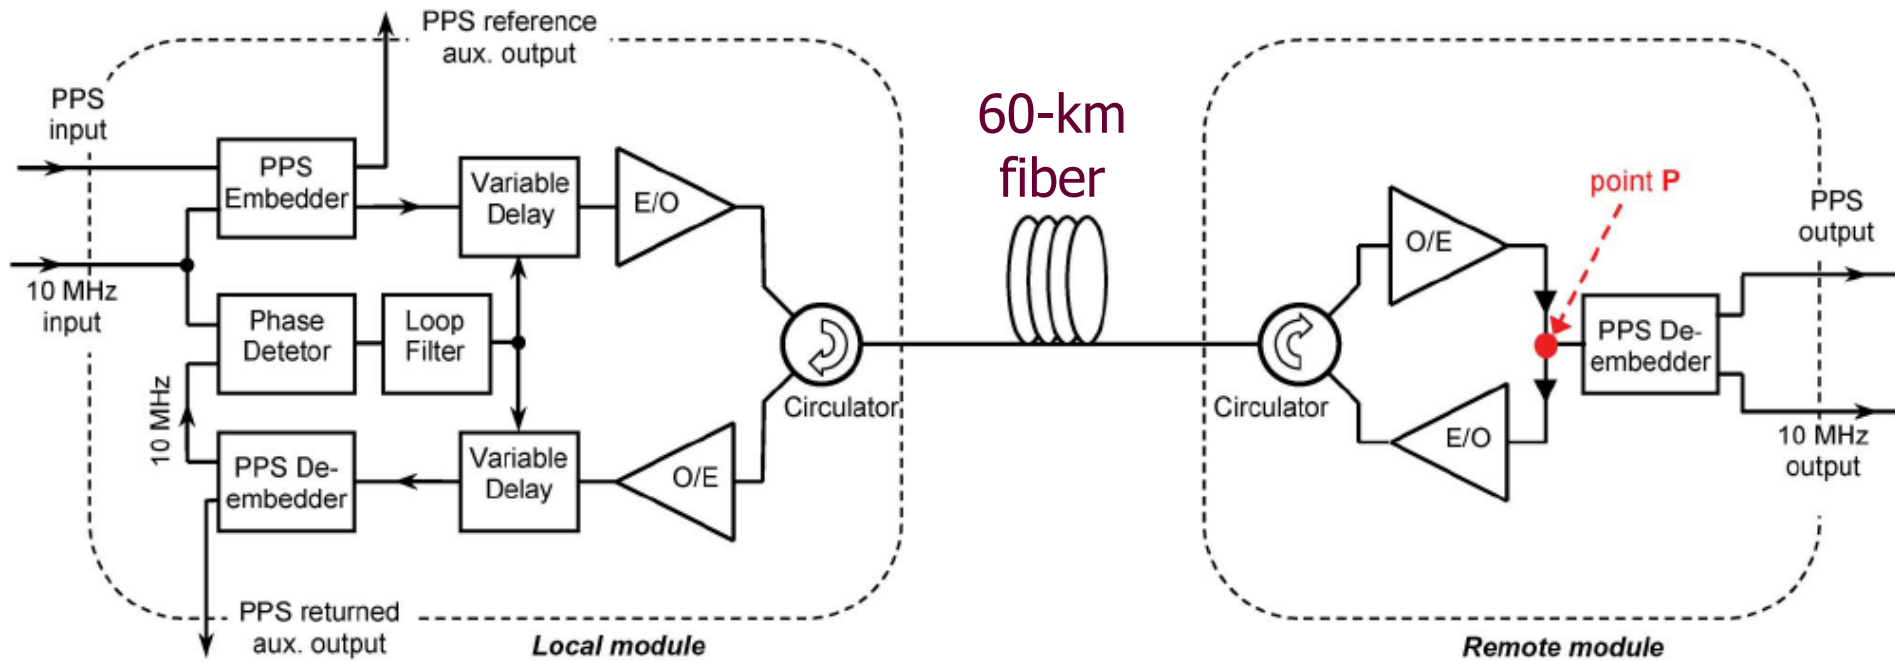 PPS reference
aux. output
PPS
input
PPS
Embedder
Variable
Delay
E/O
60-km
fiber
O/E
point P
PPS
output
10 MHz
input
Phase
Detetor
Loop
Filter
Circulator
Circulator
PPS De-
embedder
10 MHz
PPS De-
embedder
Variable
Delay
O/E
E/O
10 MHz
output
PPS returned
aux. output
Local module
Remote module